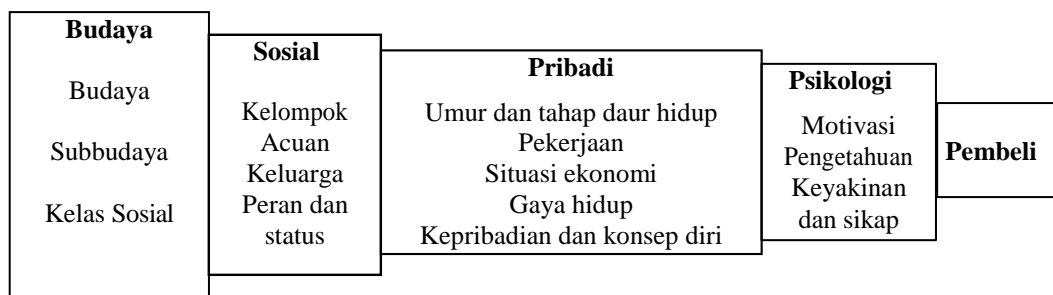 Budaya
Budaya
Subbudaya
Kelas Sosial
Sosial
Kelompok
Acuan
Keluarga
Peran dan
status
Pribadi
Umur dan tahap daur hidup
Pekerjaan
Situasi ekonomi
Gaya hidup
Kepribadian dan konsep diri
Psikologi
Motivasi
Pengetahuan
Keyakinan
dan sikap
Pembeli